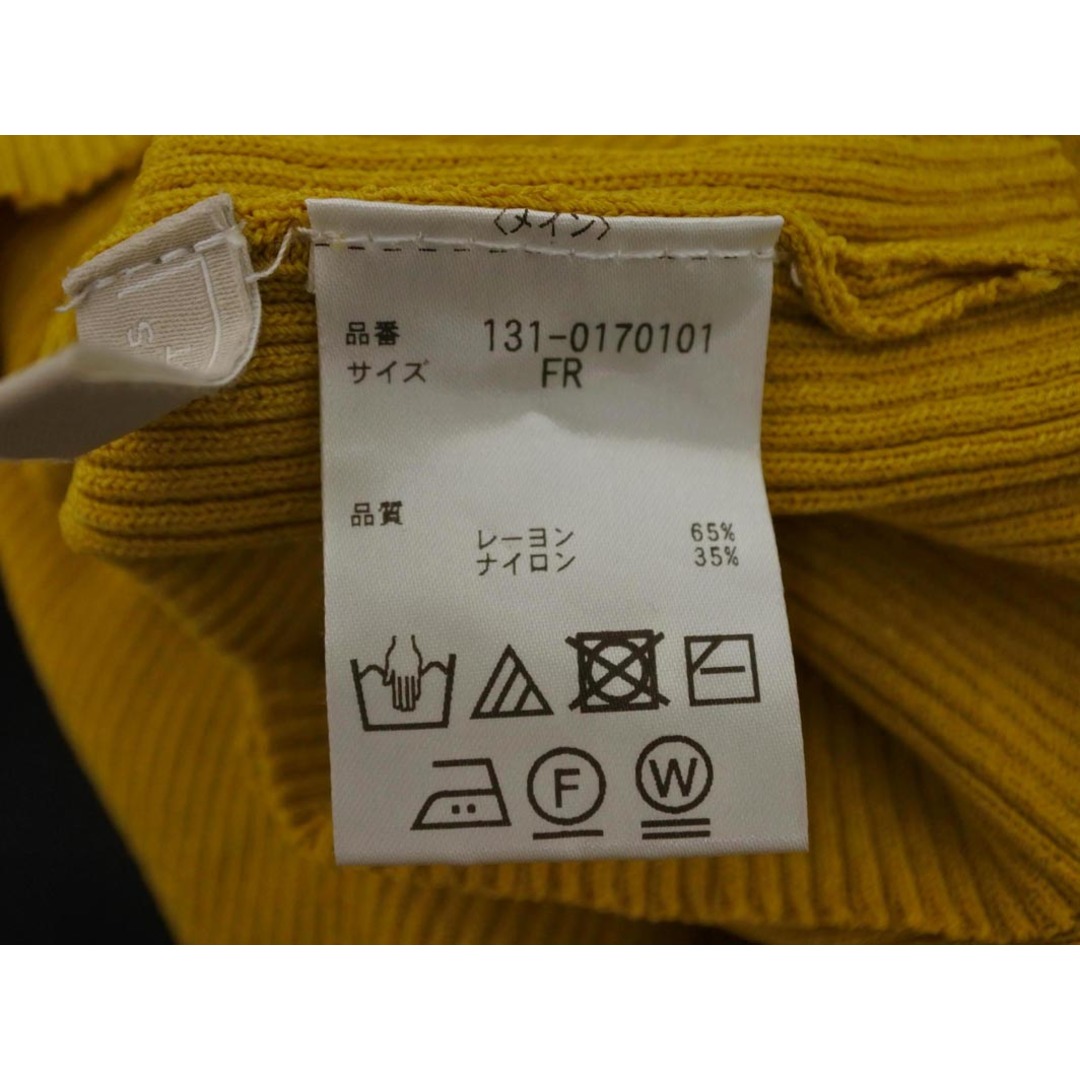 〈メイン〉
品番 131-0170101
サイズ FR
品質
レーヨン 65%
ナイロン 35%
F W